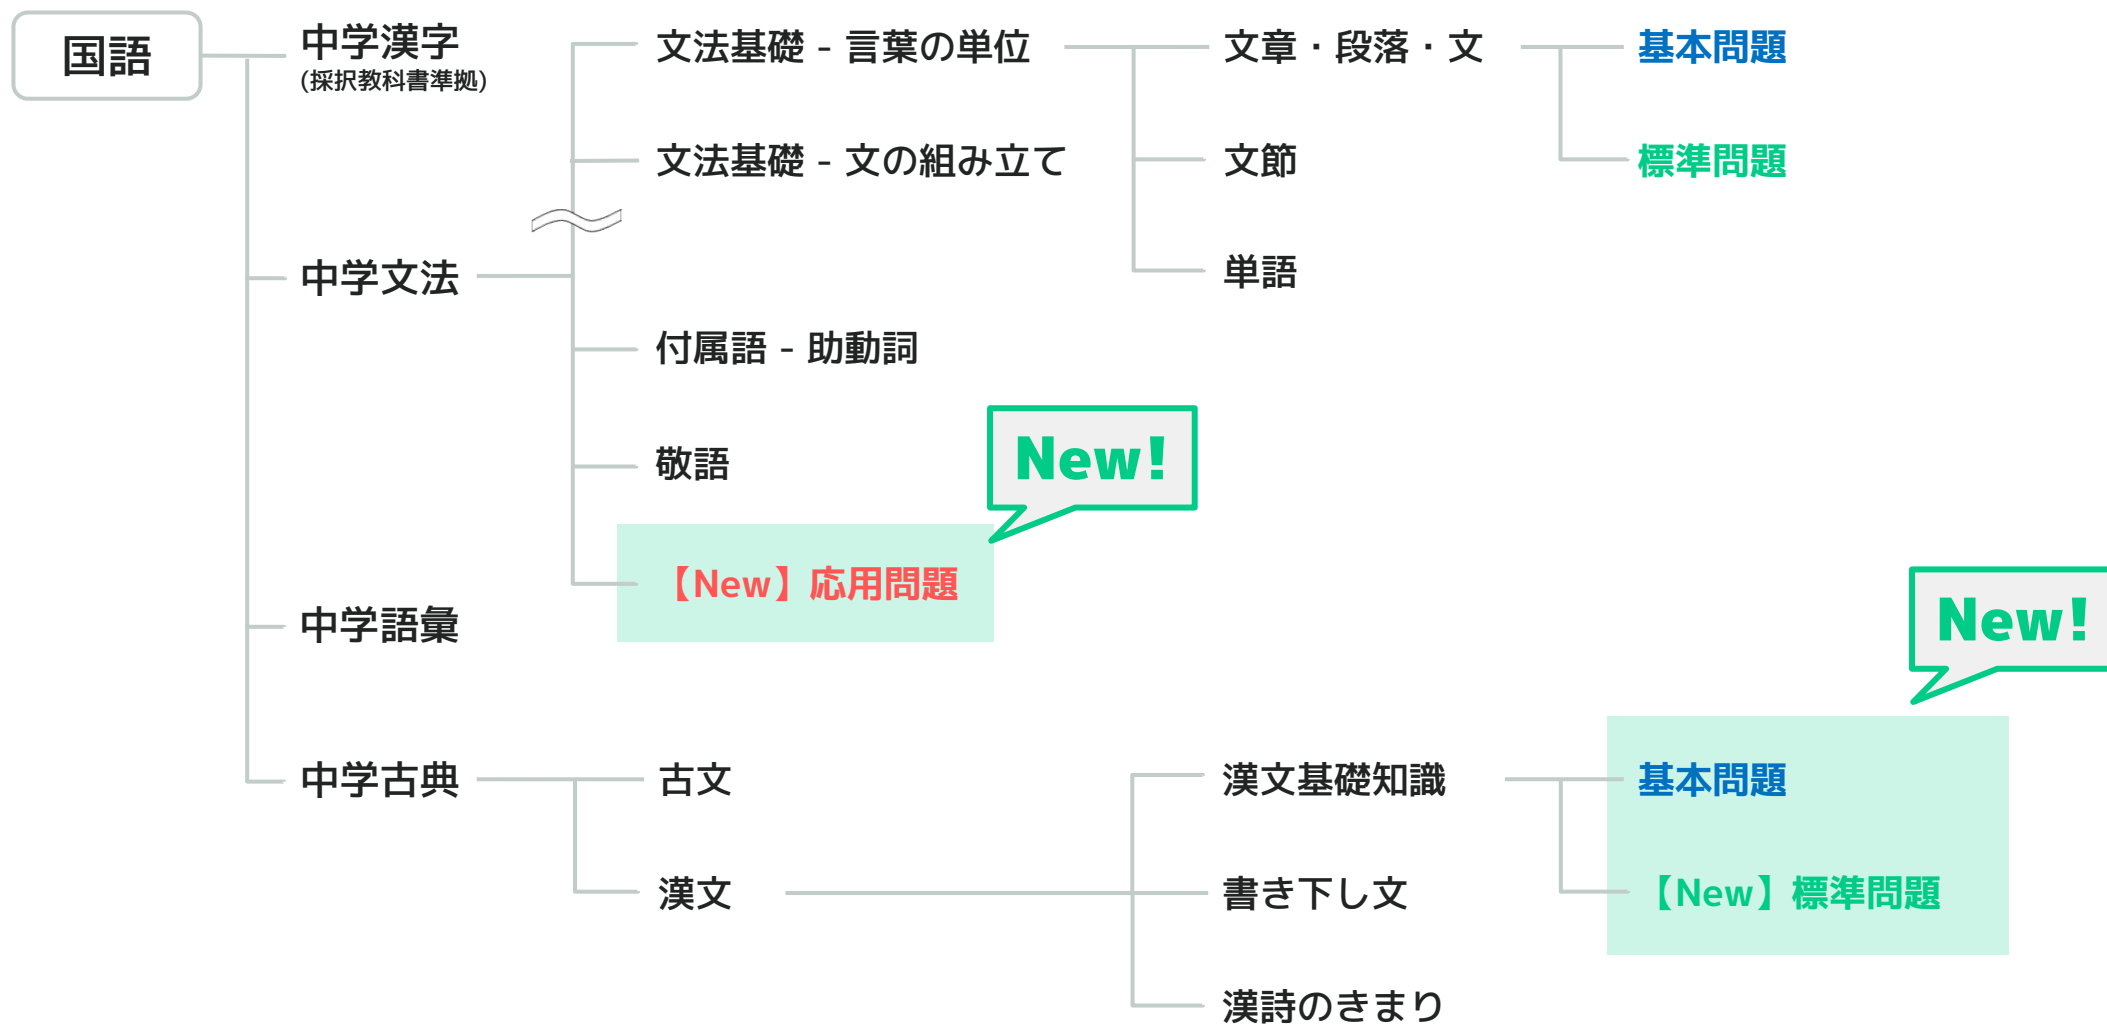 国語
中学漢字
(採択教科書準拠)
文法基礎 - 言葉の単位
文章・段落・文
基本問題
文法基礎 - 文の組み立て
文節
標準問題
中学文法
単語
付属語 - 助動詞
敬語
New!
【New】応用問題
中学語彙
New!
中学古典
古文
漢文基礎知識
基本問題
漢文
書き下し文
【New】標準問題
漢詩のきまり